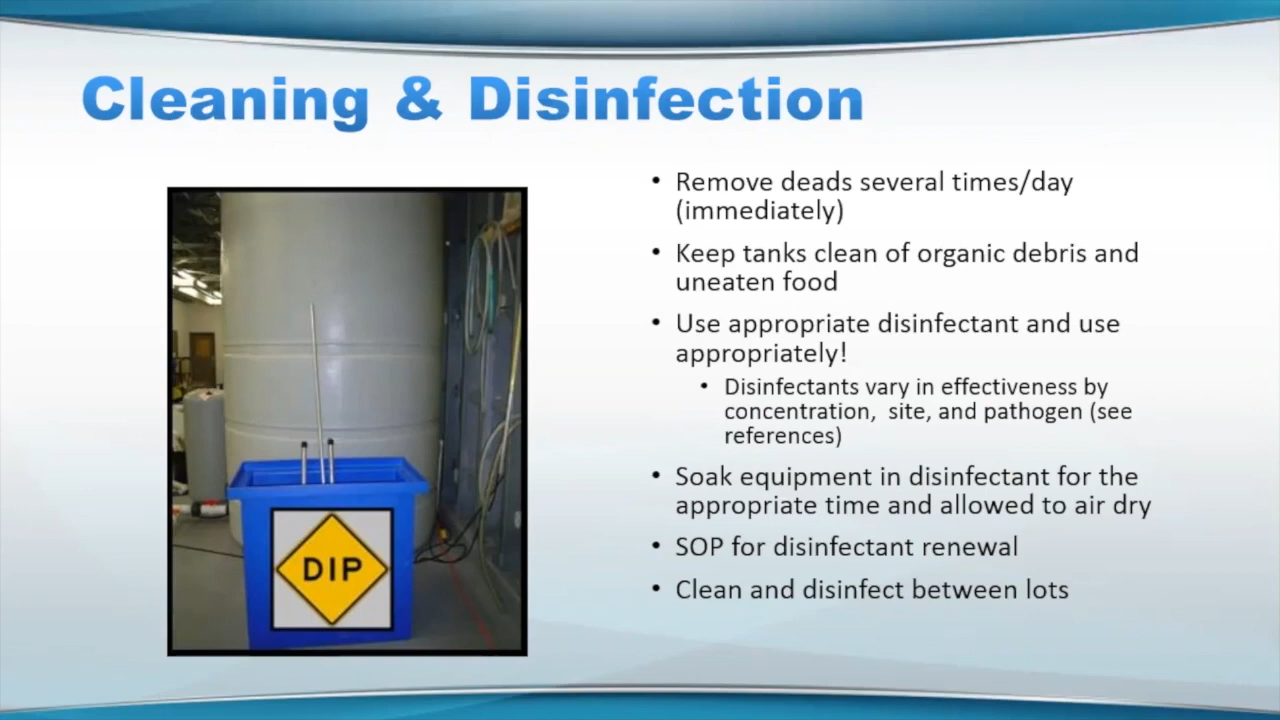 Cleaning & Disinfection
• Remove deads several times/day
(immediately)
• Keep tanks clean of organic debris and
uneaten food
• Use appropriate disinfectant and use
appropriately!
• Disinfectants vary in effectiveness by
concentration,  site, and pathogen (see
references)
• Soak equipment in disinfectant for the
appropriate time and allowed to air dry
• SOP for disinfectant renewal
• Clean and disinfect between lots
DIP